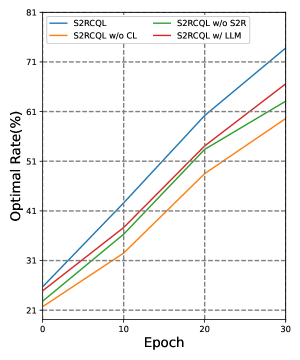 81
71
61
51
41
31
21
Optimal Rate(%)
S2RCQL
S2RCQL w/o CL
S2RCQL w/o S2R
S2RCQL w/ LLM
0 10 20 30
Epoch